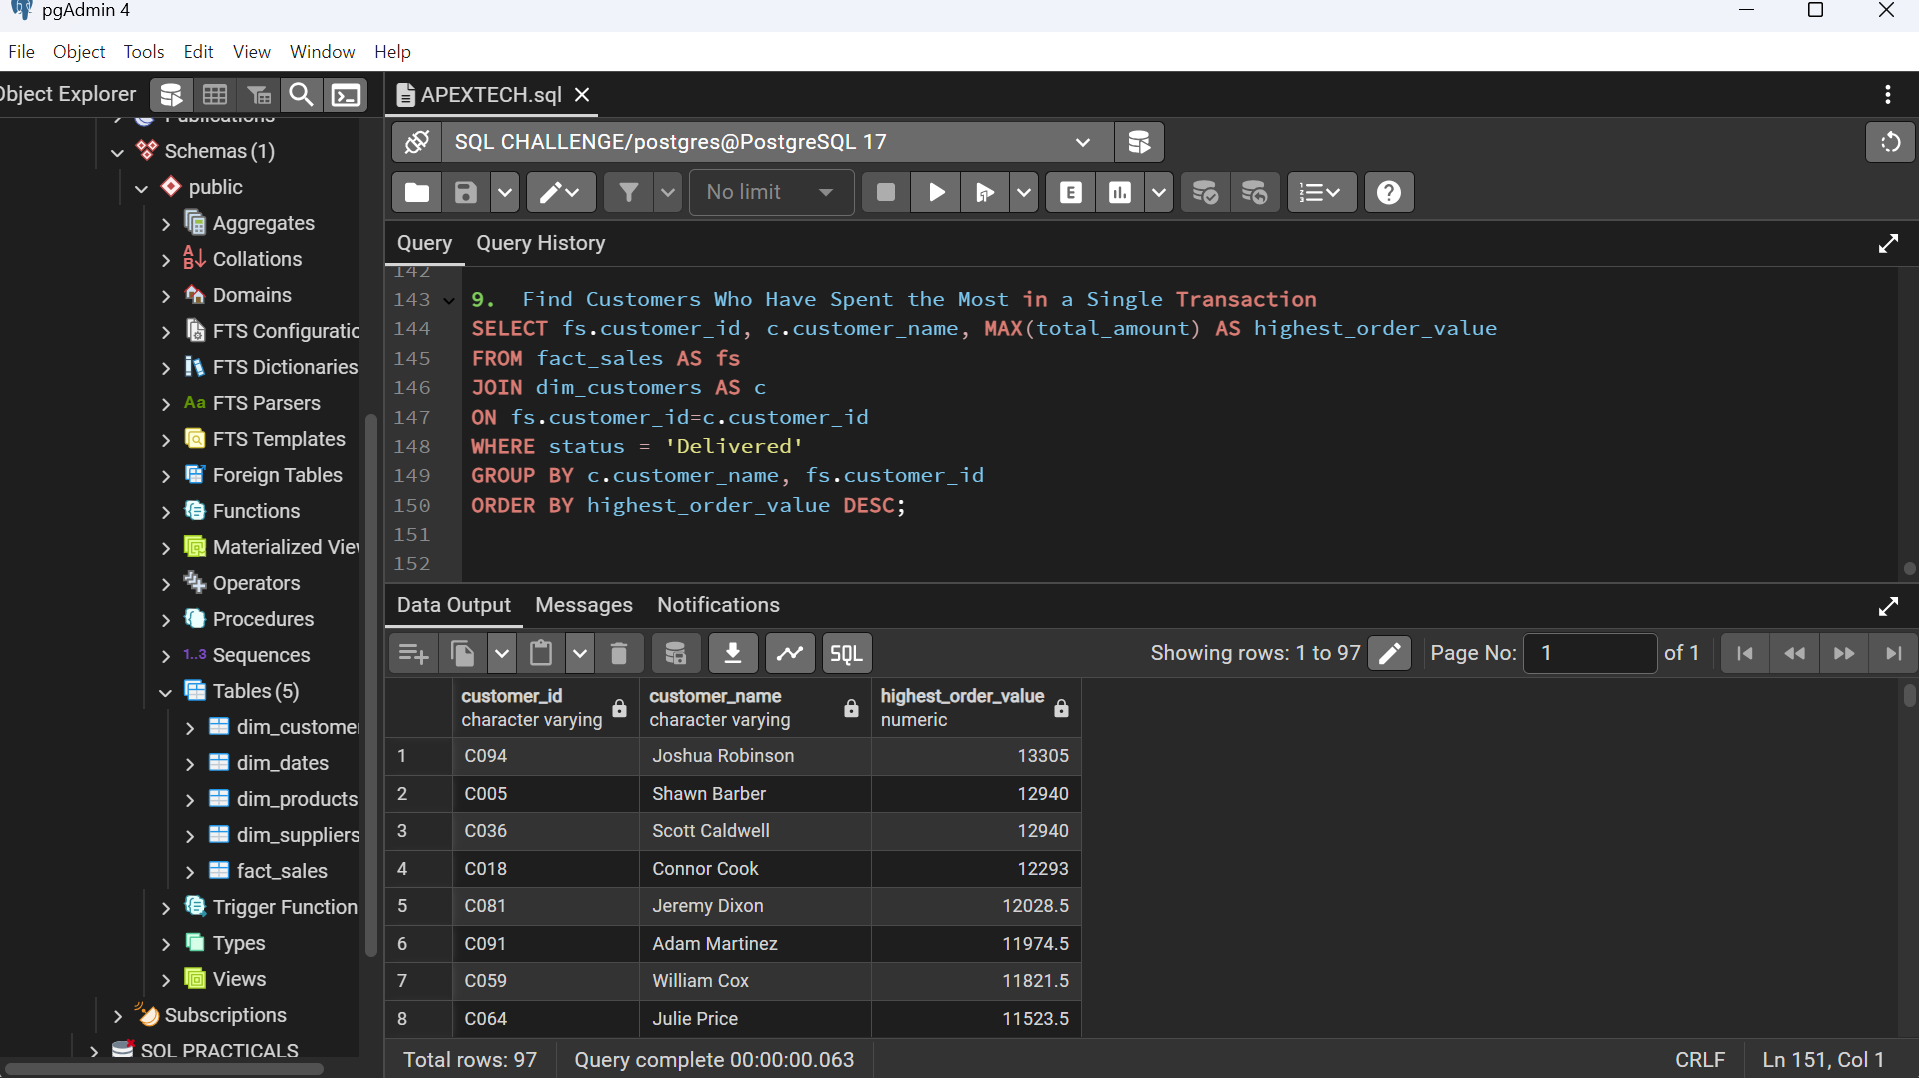 pgAdmin 4
File Object Tools Edit View Window Help
Object Explorer
APEXTECH.sql
Publications
Schemas (1)
public
Aggregates
Collations
Domains
FTS Configuratic
FTS Dictionaries
Aa FTS Parsers
FTS Templates
Foreign Tables
Functions
Materialized Vie
Operators
Procedures
1..3 Sequences
Tables (5)
dim_custome
dim_dates
dim_products
dim_suppliers
fact_sales
Trigger Function
Types
Views
Subscriptions
SQL PRACTICALS
SQL CHALLENGE/postgres@PostgreSQL 17
No limit
E
Query Query History
142
143 9. Find Customers Who Have Spent the Most in a Single Transaction
144 SELECT fs.customer_id, c.customer_name, MAX(total_amount) AS highest_order_value
145 FROM fact_sales AS fs
146 JOIN dim_customers AS c
147 ON fs.customer_id=c.customer_id
148 WHERE status = 'Delivered'
149 GROUP BY c.customer_name, fs.customer_id
150 ORDER BY highest_order_value DESC;
151
152
Data Output Messages Notifications
SQL Showing rows: 1 to 97 Page No: 1 of 1
customer_id customer_name highest_order_value
character varying character varying numeric
1 C094 Joshua Robinson 13305
2 C005 Shawn Barber 12940
3 C036 Scott Caldwell 12940
4 C018 Connor Cook 12293
5 C081 Jeremy Dixon 12028.5
6 C091 Adam Martinez 11974.5
7 C059 William Cox 11821.5
8 C064 Julie Price 11523.5
Total rows: 97 Query complete 00:00:00.063 CRLF Ln 151, Col 1